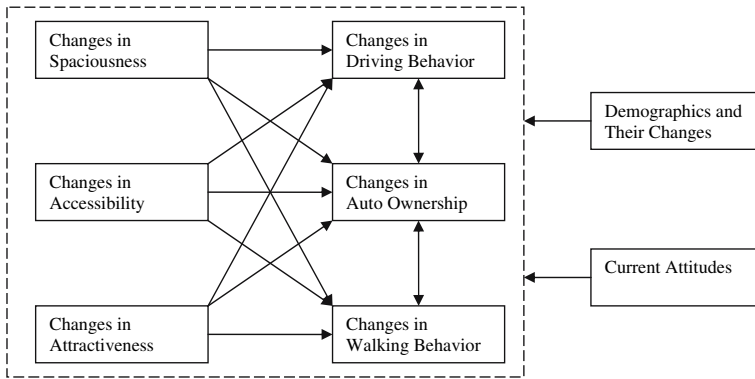 Changes in
Spaciousness
Changes in
Driving Behavior
Demographics and
Their Changes
Changes in
Accessibility
Changes in
Auto Ownership
Current Attitudes
Changes in
Attractiveness
Changes in
Walking Behavior